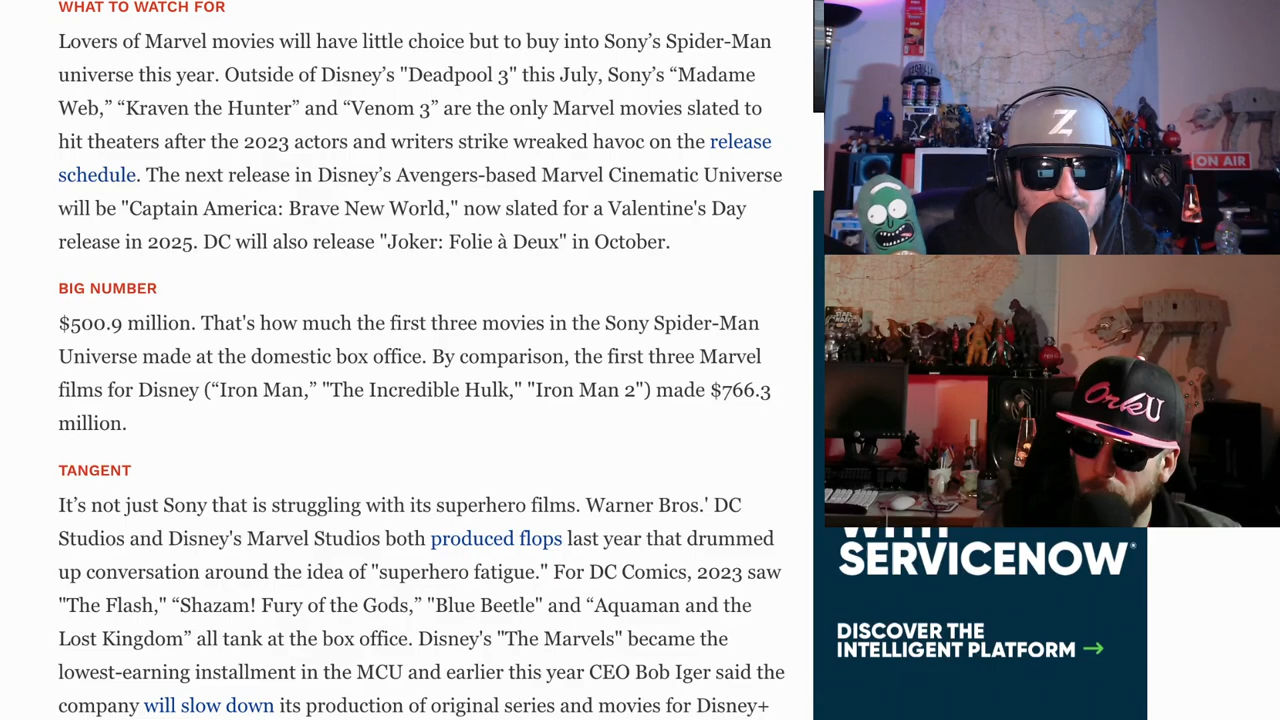 WHAT TO WATCH FOR
Lovers of Marvel movies will have little choice but to buy into Sony’s Spider-Man
universe this year. Outside of Disney’s "Deadpool 3" this July, Sony’s “Madame
Web,” “Kraven the Hunter” and “Venom 3” are the only Marvel movies slated to
hit theaters after the 2023 actors and writers strike wreaked havoc on the release
schedule. The next release in Disney’s Avengers-based Marvel Cinematic Universe
will be "Captain America: Brave New World," now slated for a Valentine's Day
release in 2025. DC will also release "Joker: Folie à Deux" in October.
BIG NUMBER
$500.9 million. That's how much the first three movies in the Sony Spider-Man
Universe made at the domestic box office. By comparison, the first three Marvel
films for Disney (“Iron Man,” "The Incredible Hulk," "Iron Man 2") made $766.3
million.
TANGENT
It’s not just Sony that is struggling with its superhero films. Warner Bros.' DC
Studios and Disney's Marvel Studios both produced flops last year that drummed
up conversation around the idea of "superhero fatigue." For DC Comics, 2023 saw
"The Flash," “Shazam! Fury of the Gods,” "Blue Beetle" and “Aquaman and the
Lost Kingdom” all tank at the box office. Disney's "The Marvels" became the
lowest-earning installment in the MCU and earlier this year CEO Bob Iger said the
company will slow down its production of original series and movies for Disney+
Z
ON AIR
STAR WARS
OrkU
WITH
SERVICENOW
DISCOVER THE
INTELLIGENT PLATFORM →